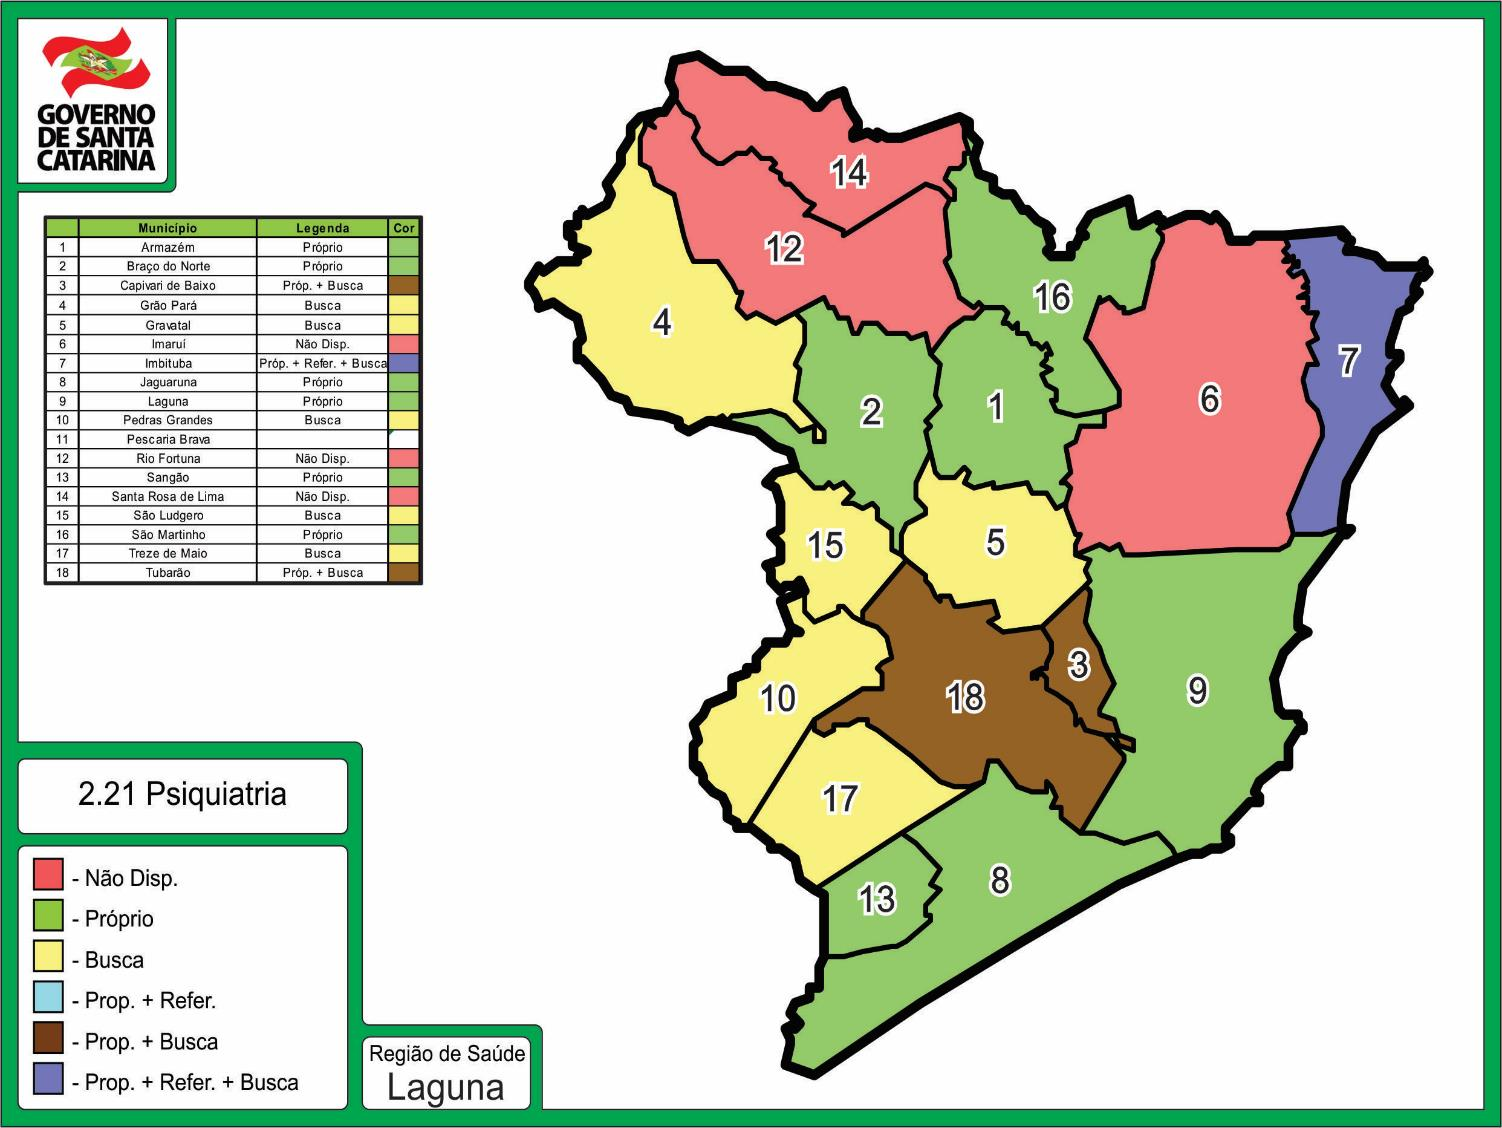 GOVERNO
DE SANTA
CATARINA
Município Legenda Cor
1 Armazém Próprio
2 Braço do Norte Próprio
3 Capivari de Baixo Próp. + Busca
4 Grão Pará Busca
5 Gravatal Busca
6 Imaruí Não Disp.
7 Imbituba Próp. + Refer. + Busca
8 Jaguaruna Próprio
9 Laguna Próprio
10 Pedras Grandes Busca
11 Pescaria Brava
12 Rio Fortuna Não Disp.
13 Sangão Próprio
14 Santa Rosa de Lima Não Disp.
15 São Ludgero Busca
16 São Martinho Próprio
17 Treze de Maio Busca
18 Tubarão Próp. + Busca
14
12
16
4
7
6
2
1
5
15
3
9
10
18
17
8
13
2.21 Psiquiatria
- Não Disp.
- Próprio
- Busca
- Prop. + Refer.
- Prop. + Busca
- Prop. + Refer. + Busca
Região de Saúde
Laguna